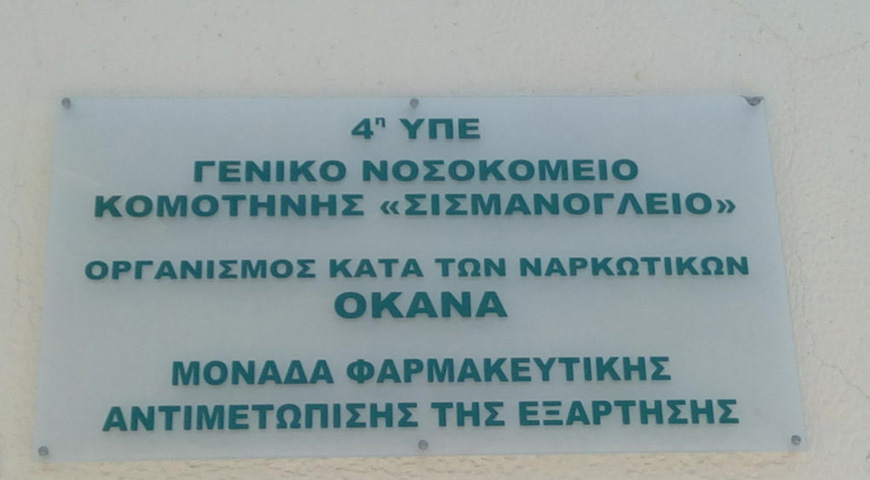 4η ΥΠΕ
ΓΕΝΙΚΟ ΝΟΣΟΚΟΜΕΙΟ
ΚΟΜΟΤΗΝΗΣ «ΣΙΣΜΑΝΟΓΛΕΙΟ»
ΟΡΓΑΝΙΣΜΟΣ ΚΑΤΑ ΤΩΝ ΝΑΡΚΩΤΙΚΩΝ
ΟΚΑΝΑ
ΜΟΝΑΔΑ ΦΑΡΜΑΚΕΥΤΙΚΗΣ
ΑΝΤΙΜΕΤΩΠΙΣΗΣ ΤΗΣ ΕΞΑΡΤΗΣΗΣ